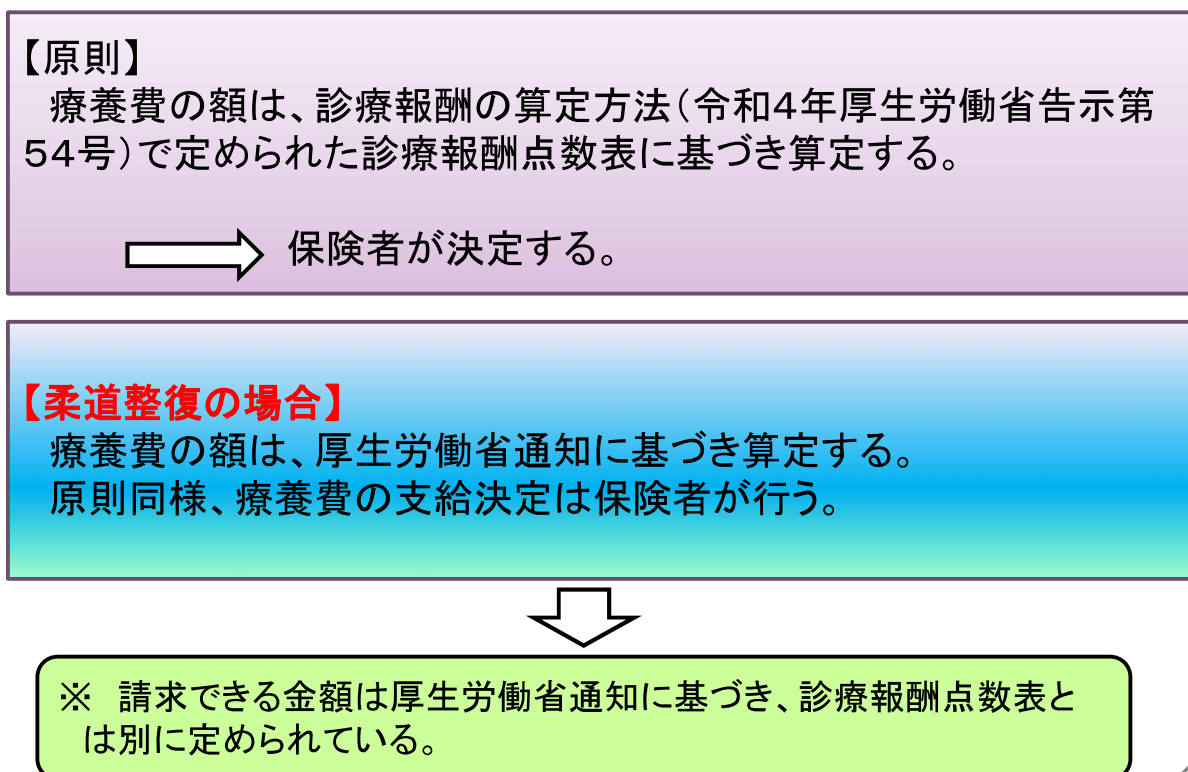 【原則】
療養費の額は、診療報酬の算定方法(令和4年厚生労働省告示第
54号)で定められた診療報酬点数表に基づき算定する。
保険者が決定する。
【柔道整復の場合】
療養費の額は、厚生労働省通知に基づき算定する。
原則同様、療養費の支給決定は保険者が行う。
※ 請求できる金額は厚生労働省通知に基づき、診療報酬点数表と
は別に定められている。